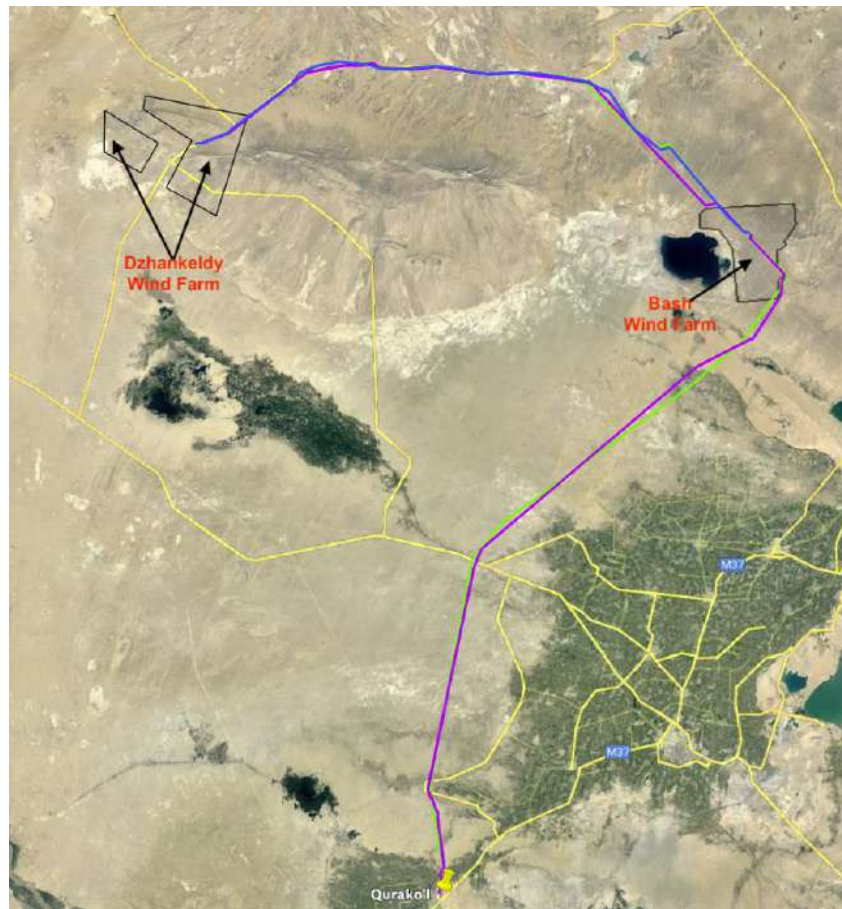 Dzhankeldy
Wind Farm
Bash
Wind Farm
M37
M37
Qurako'l